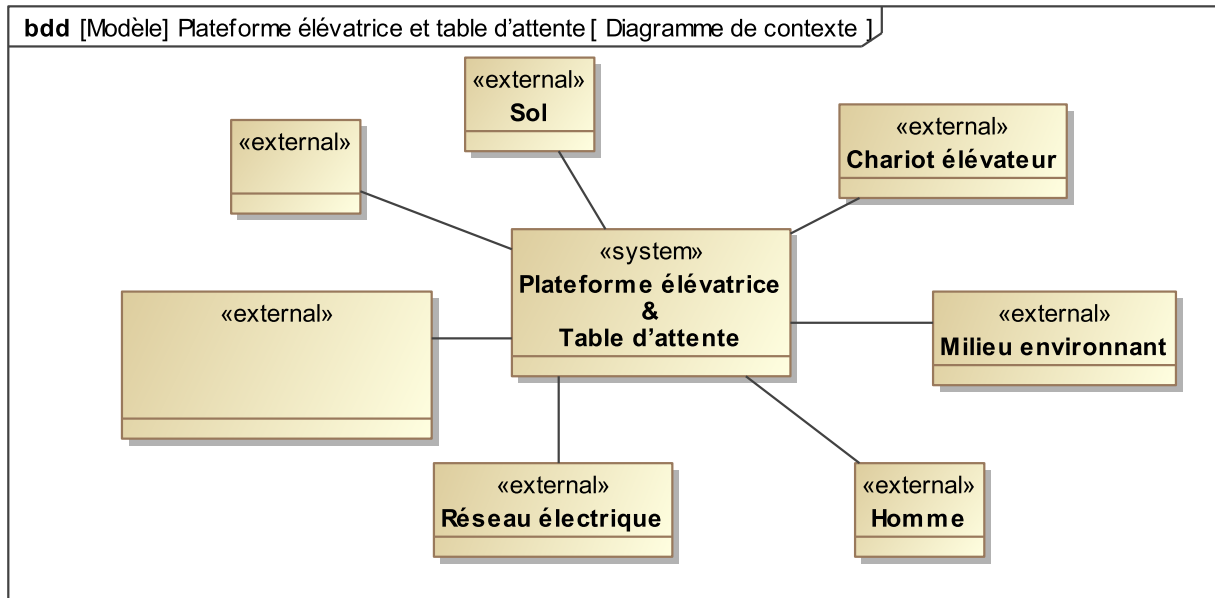 bdd [Modèle] Plateforme élévatrice et table d'attente [ Diagramme de contexte ]
«external»
Sol
«external»
Chariot élévateur
«external»
«system»
Plateforme élévatrice
&
Table d'attente
«external»
«external»
Milieu environnant
«external»
Réseau électrique
«external»
Homme